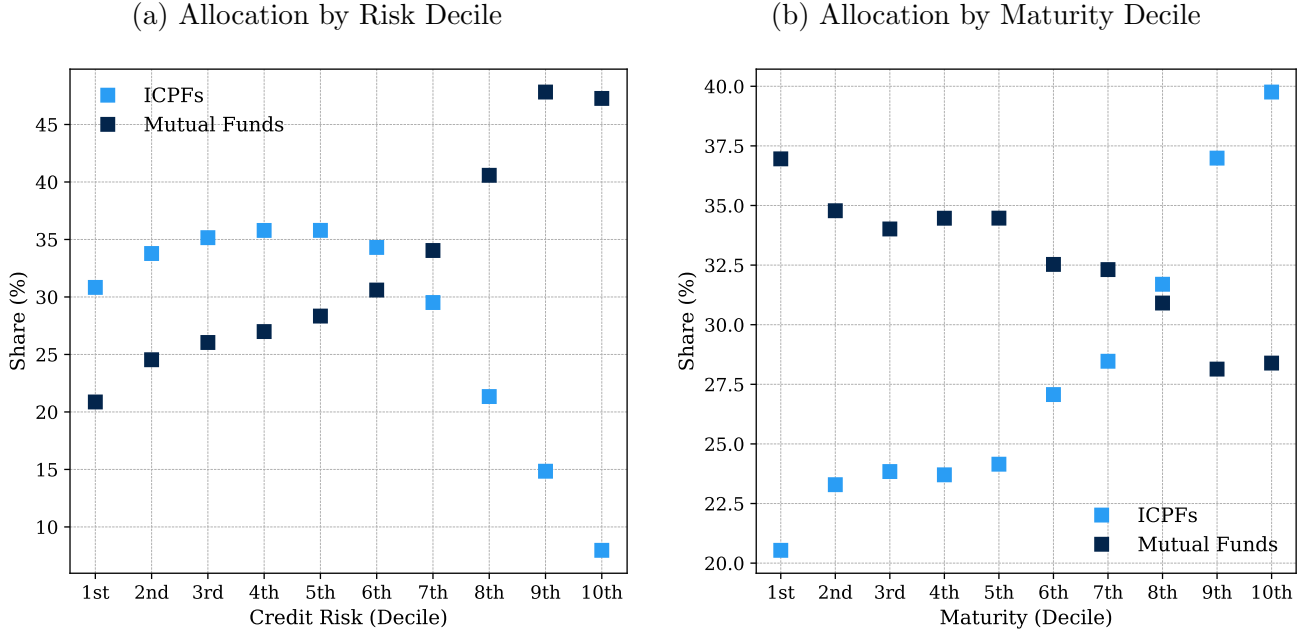 (a) Allocation by Risk Decile
ICPFs
Mutual Funds
45
40
35
30
25
20
15
10
Share (%)
1st 2nd 3rd 4th 5th 6th 7th 8th 9th 10th
Credit Risk (Decile)
(b) Allocation by Maturity Decile
40.0
37.5
35.0
32.5
30.0
27.5
25.0
22.5
20.0
Share (%)
ICPFs
Mutual Funds
1st 2nd 3rd 4th 5th 6th 7th 8th 9th 10th
Maturity (Decile)